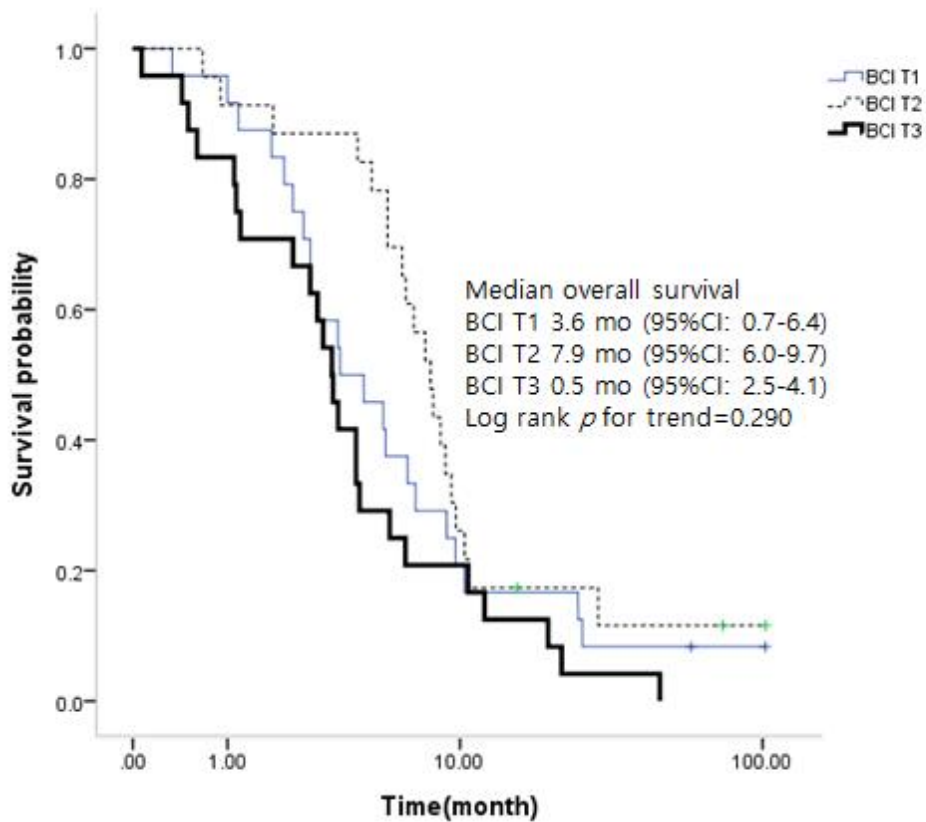 1.0
0.8
0.6
0.4
0.2
0.0
Survival probability
BCI T1
BCI T2
BCI T3
Median overall survival
BCI T1 3.6 mo (95%CI: 0.7-6.4)
BCI T2 7.9 mo (95%CI: 6.0-9.7)
BCI T3 0.5 mo (95%CI: 2.5-4.1)
Log rank p for trend=0.290
.00 1.00 10.00 100.00
Time(month)